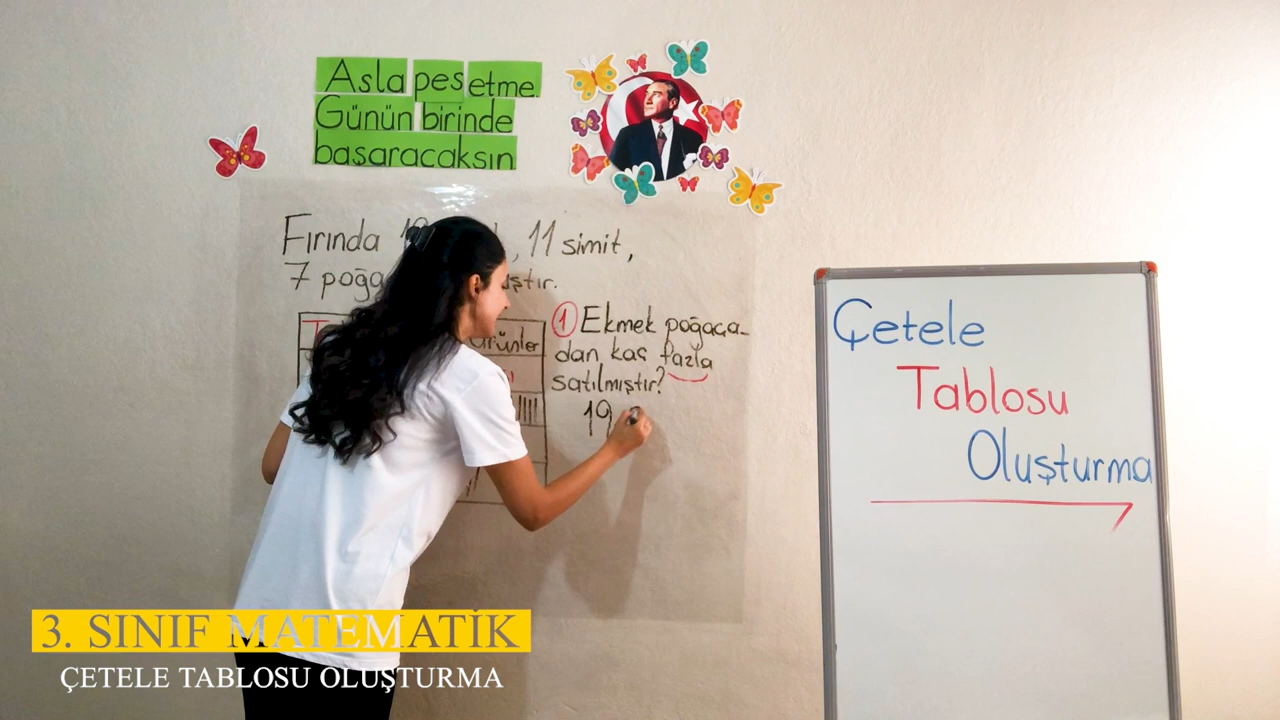 Asla pes etme.
Günün birinde
başaracaksın
Fırında , 11 simit,
7
① Ekmek poğaça-
dan kaç fazla
satılmıştır?
19
Ürünler
Çetele
Tablosu
Oluşturma
3. SINIF MATEMATİK
ÇETELE TABLOSU OLUŞTURMA